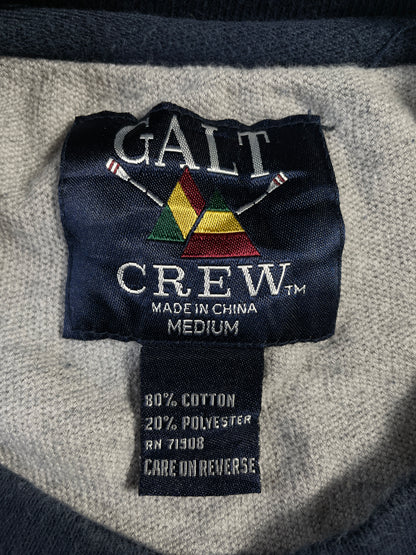 GALT
CREW™
MADE IN CHINA
MEDIUM
80% COTTON
20% POLYESTER
RN 71908
CARE ON REVERSE